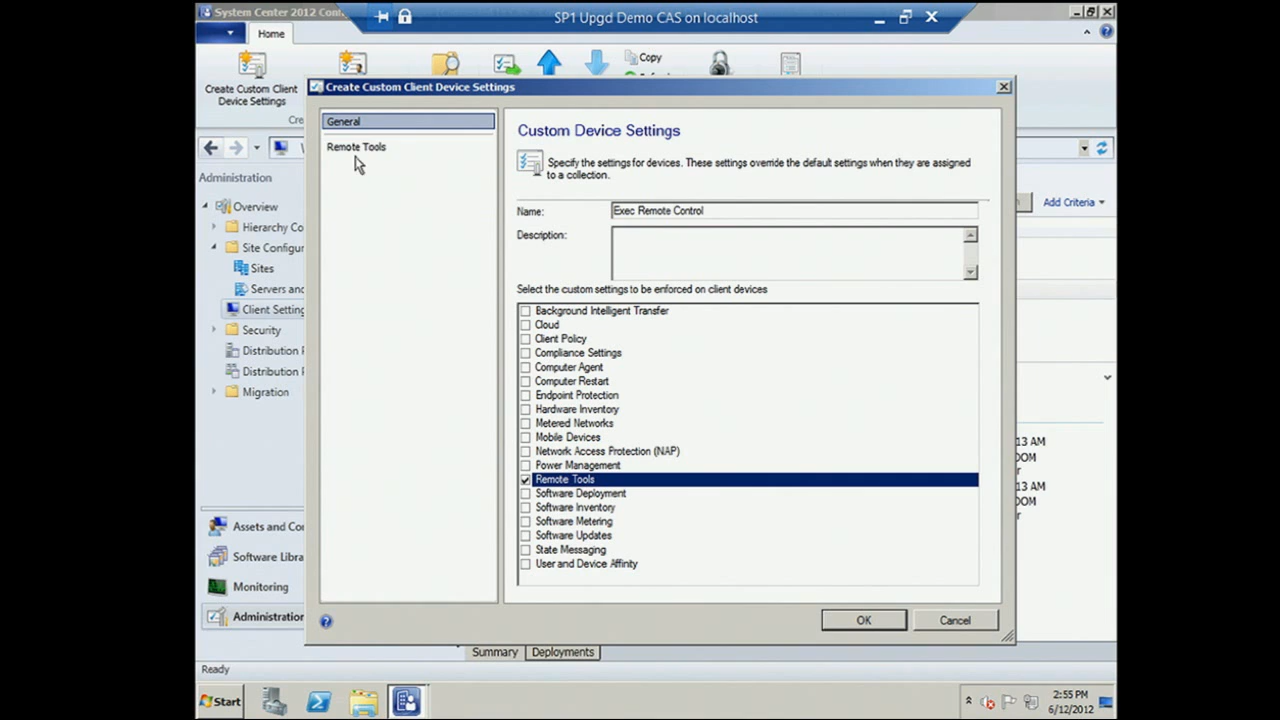 System Center 2012 Conf
SP1 Upgd Demo CAS on localhost
Home
Create Custom Client
Device Settings
Copy
Create Custom Client Device Settings
General
Remote Tools
Custom Device Settings
Specify the settings for devices. These settings override the default settings when they are assigned
to a collection.
Name:
Exec Remote Control
Description:
Select the custom settings to be enforced on client devices
Background Intelligent Transfer
Cloud
Client Policy
Compliance Settings
Computer Agent
Computer Restart
Endpoint Protection
Hardware Inventory
Metered Networks
Mobile Devices
Network Access Protection (NAP)
Power Management
Remote Tools
Software Deployment
Software Inventory
Software Metering
Software Updates
State Messaging
User and Device Affinity
OK
Cancel
Administration
Overview
Hierarchy Co
Site Configur
Sites
Servers and
Client Setting
Security
Distribution P
Distribution P
Migration
Assets and Co
Software Libra
Monitoring
Administration
Add Criteria
13 AM
DOM
r
13 AM
DOM
r
Summary
Deployments
Ready
Start
2:55 PM
6/12/2012